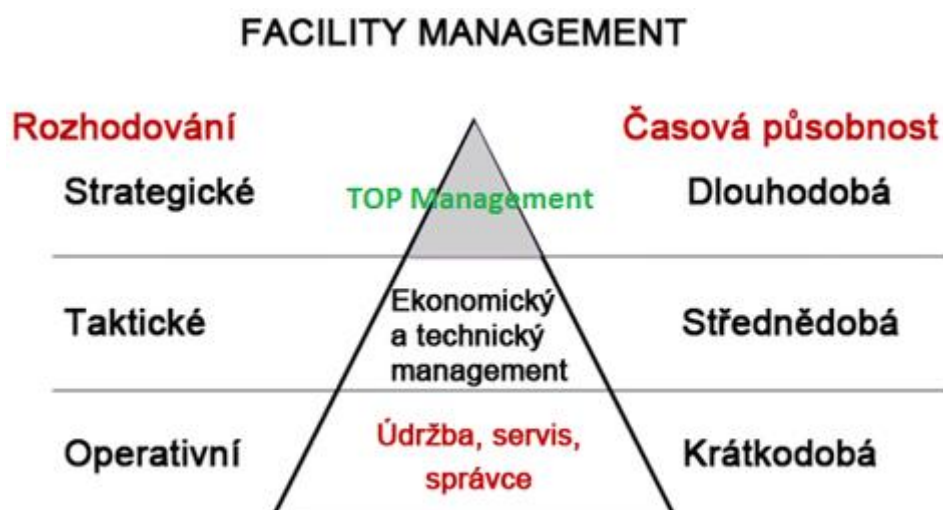 FACILITY MANAGEMENT
Rozhodování
Časová působnost
Strategické
TOP Management
Dlouhodobá
Taktické
Ekonomický
a technický
management
Střednědobá
Operativní
Údržba, servis,
správce
Krátkodobá